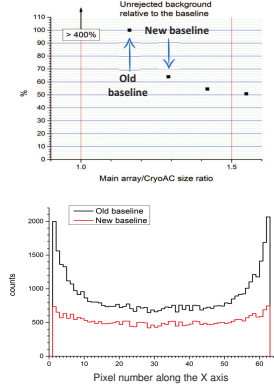 Unrejected background
relative to the baseline
> 400%
New baseline
Old
baseline
110
100
90
80
70
60
50
40
30
20
10
0
%
1.0
1.5
Main array/CryoAC size ratio
Old baseline
New baseline
2000
1500
1000
500
0
counts
0 10 20 30 40 50 60
Pixel number along the X axis